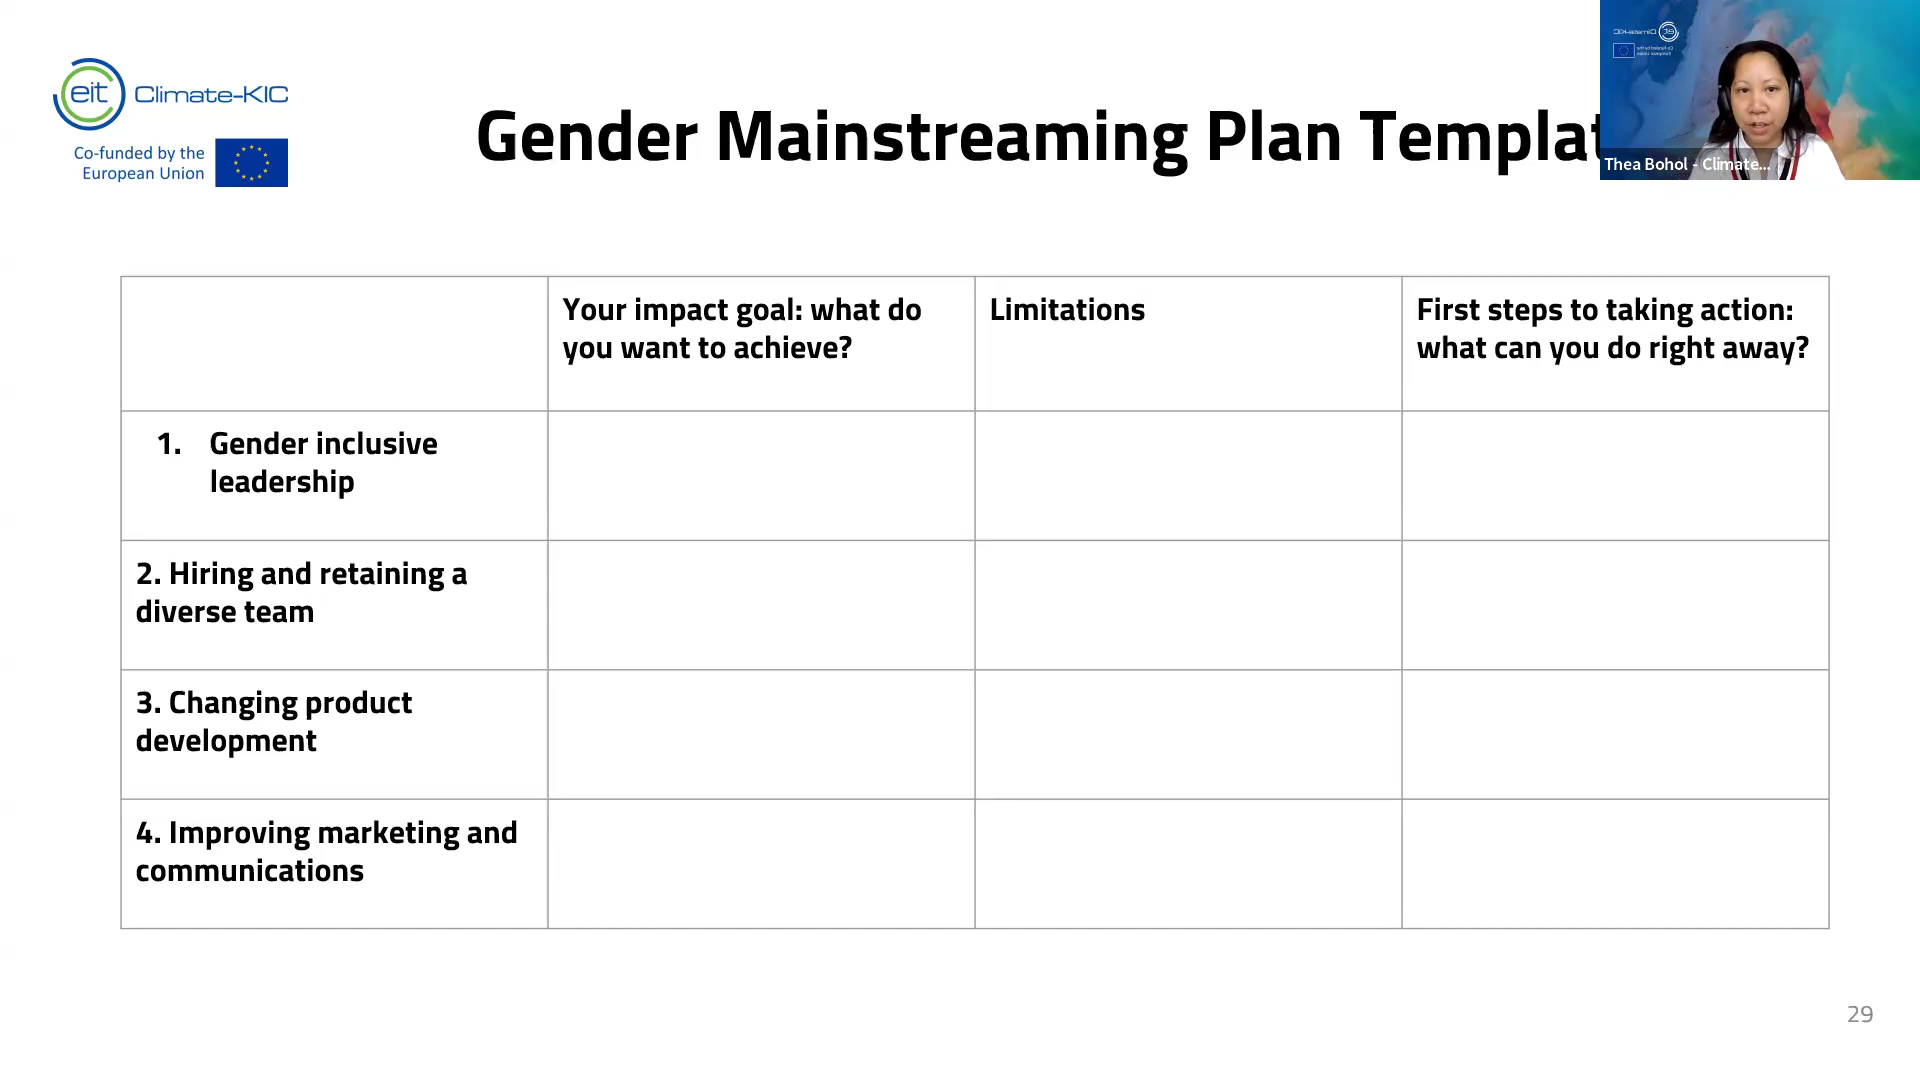 eit Climate-KIC
Co-funded by the
European Union
Gender Mainstreaming Plan Templat
Thea Bohol - Climate...
Your impact goal: what do
you want to achieve?
Limitations
First steps to taking action:
what can you do right away?
1. Gender inclusive
leadership
2. Hiring and retaining a
diverse team
3. Changing product
development
4. Improving marketing and
communications
29